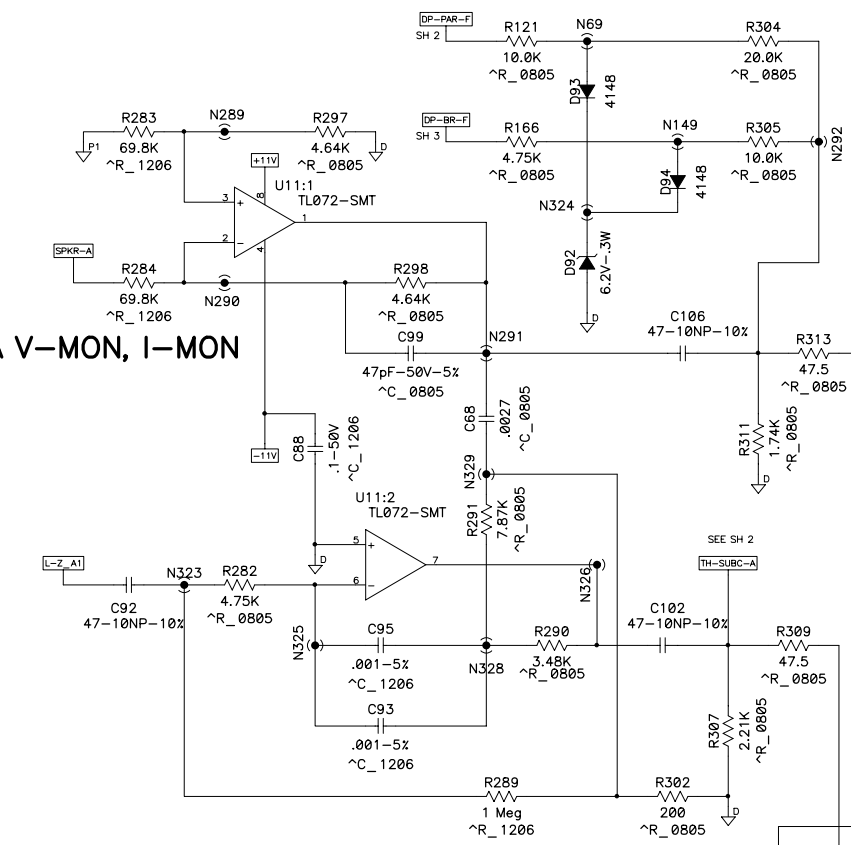 DP-PAR-F
SH 2
R121
10.0K
^R_0805
N69
R304
20.0K
^R_0805
D93
4148
DP-BR-F
SH 3
R166
4.75K
^R_0805
N149
R305
10.0K
^R_0805
N292
D94
4148
N324
D92
6.2V-.3W
D
R283
69.8K
^R_1206
P1
N289
R297
4.64K
^R_0805
D
+11V
U11:1
TL072-SMT
3
+
8
1
2
-
4
SPKR-A
R284
69.8K
^R_1206
N290
R298
4.64K
^R_0805
A V-MON, I-MON
C99
47pF-50V-5%
^C_0805
N291
C106
47-10NP-10%
R313
47.5
^R_0805
R311
1.74K
^R_0805
D
C68
.0027
^C_0805
C88
.1-50V
^C_1206
-11V
N329
R291
7.87K
^R_0805
U11:2
TL072-SMT
5
+
7
6
-
D
N326
SEE SH 2
TH-SUBC-A
L-Z_A1
C92
47-10NP-10%
N323
R282
4.75K
^R_0805
N325
C95
.001-5%
^C_1206
N328
R290
3.48K
^R_0805
C102
47-10NP-10%
R309
47.5
^R_0805
C93
.001-5%
^C_1206
R307
2.21K
^R_0805
R289
1 Meg
^R_1206
R302
200
^R_0805
D